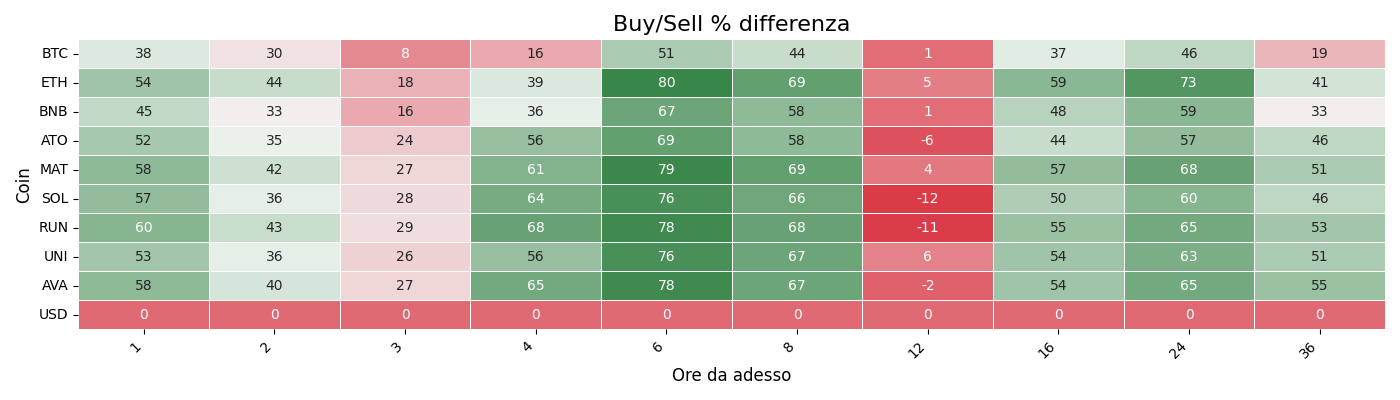 Buy/Sell % differenza
BTC 38 30 8 16 51 44 1 37 46 19
ETH 54 44 18 39 80 69 5 59 73 41
BNB 45 33 16 36 67 58 1 48 59 33
ATO 52 35 24 56 69 58 -6 44 57 46
MAT 58 42 27 61 79 69 4 57 68 51
SOL 57 36 28 64 76 66 -12 50 60 46
RUN 60 43 29 68 78 68 -11 55 65 53
UNI 53 36 26 56 76 67 6 54 63 51
AVA 58 40 27 65 78 67 -2 54 65 55
USD 0 0 0 0 0 0 0 0 0 0
Coin
1 2 3 4 6 8 12 16 24 36
Ore da adesso